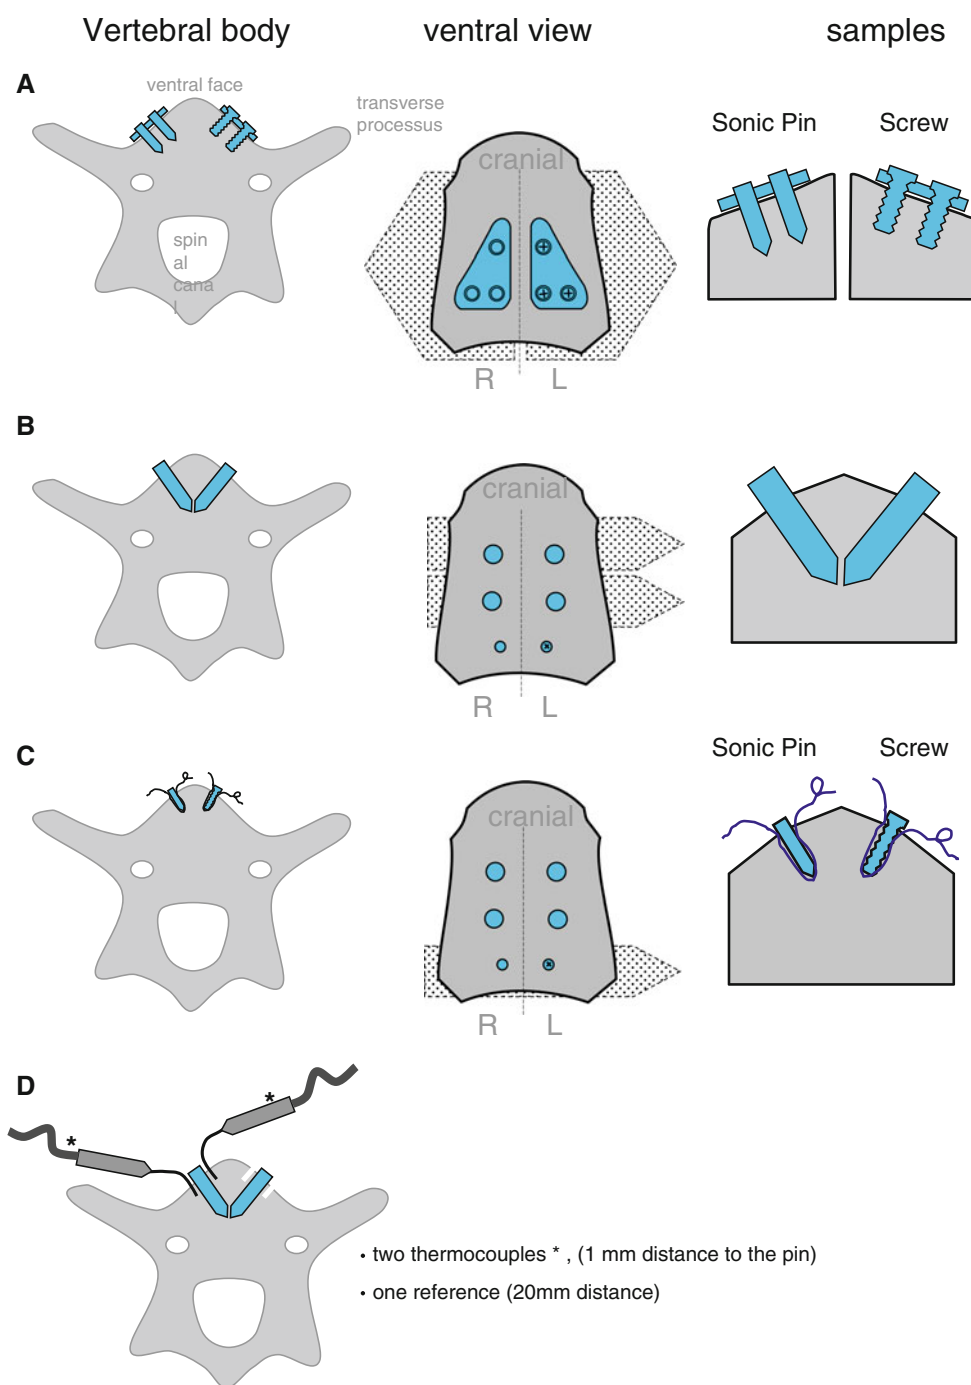 Vertebral body ventral view samples
A
ventral face
transverse
processus
cranial
Sonic Pin Screw
spin
al
cana
l
R L
B
cranial
R L
C
Sonic Pin Screw
cranial
R L
D
*
*
• two thermocouples * , (1 mm distance to the pin)
• one reference (20mm distance)